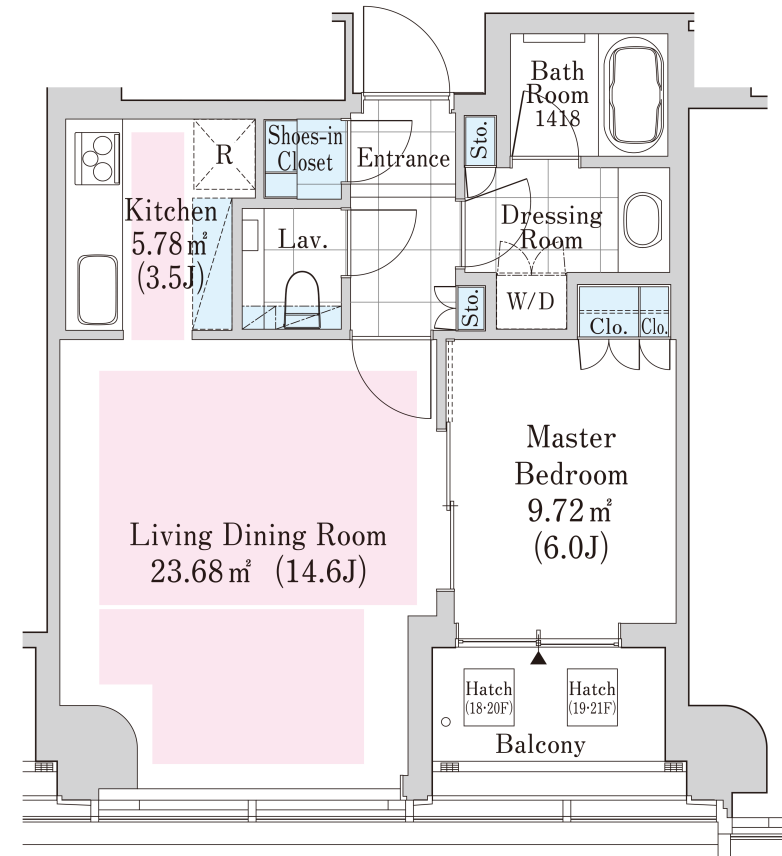 Bath
Room
1418
Sto.
Shoes-in
Closet
Entrance
R
Kitchen
5.78㎡
(3.5J)
Lav.
Dressing
Room
W/D
Sto.
Clo.
Clo.
Master
Bedroom
9.72㎡
(6.0J)
Living Dining Room
23.68㎡ (14.6J)
Hatch
(18·20F)
Hatch
(19·21F)
Balcony